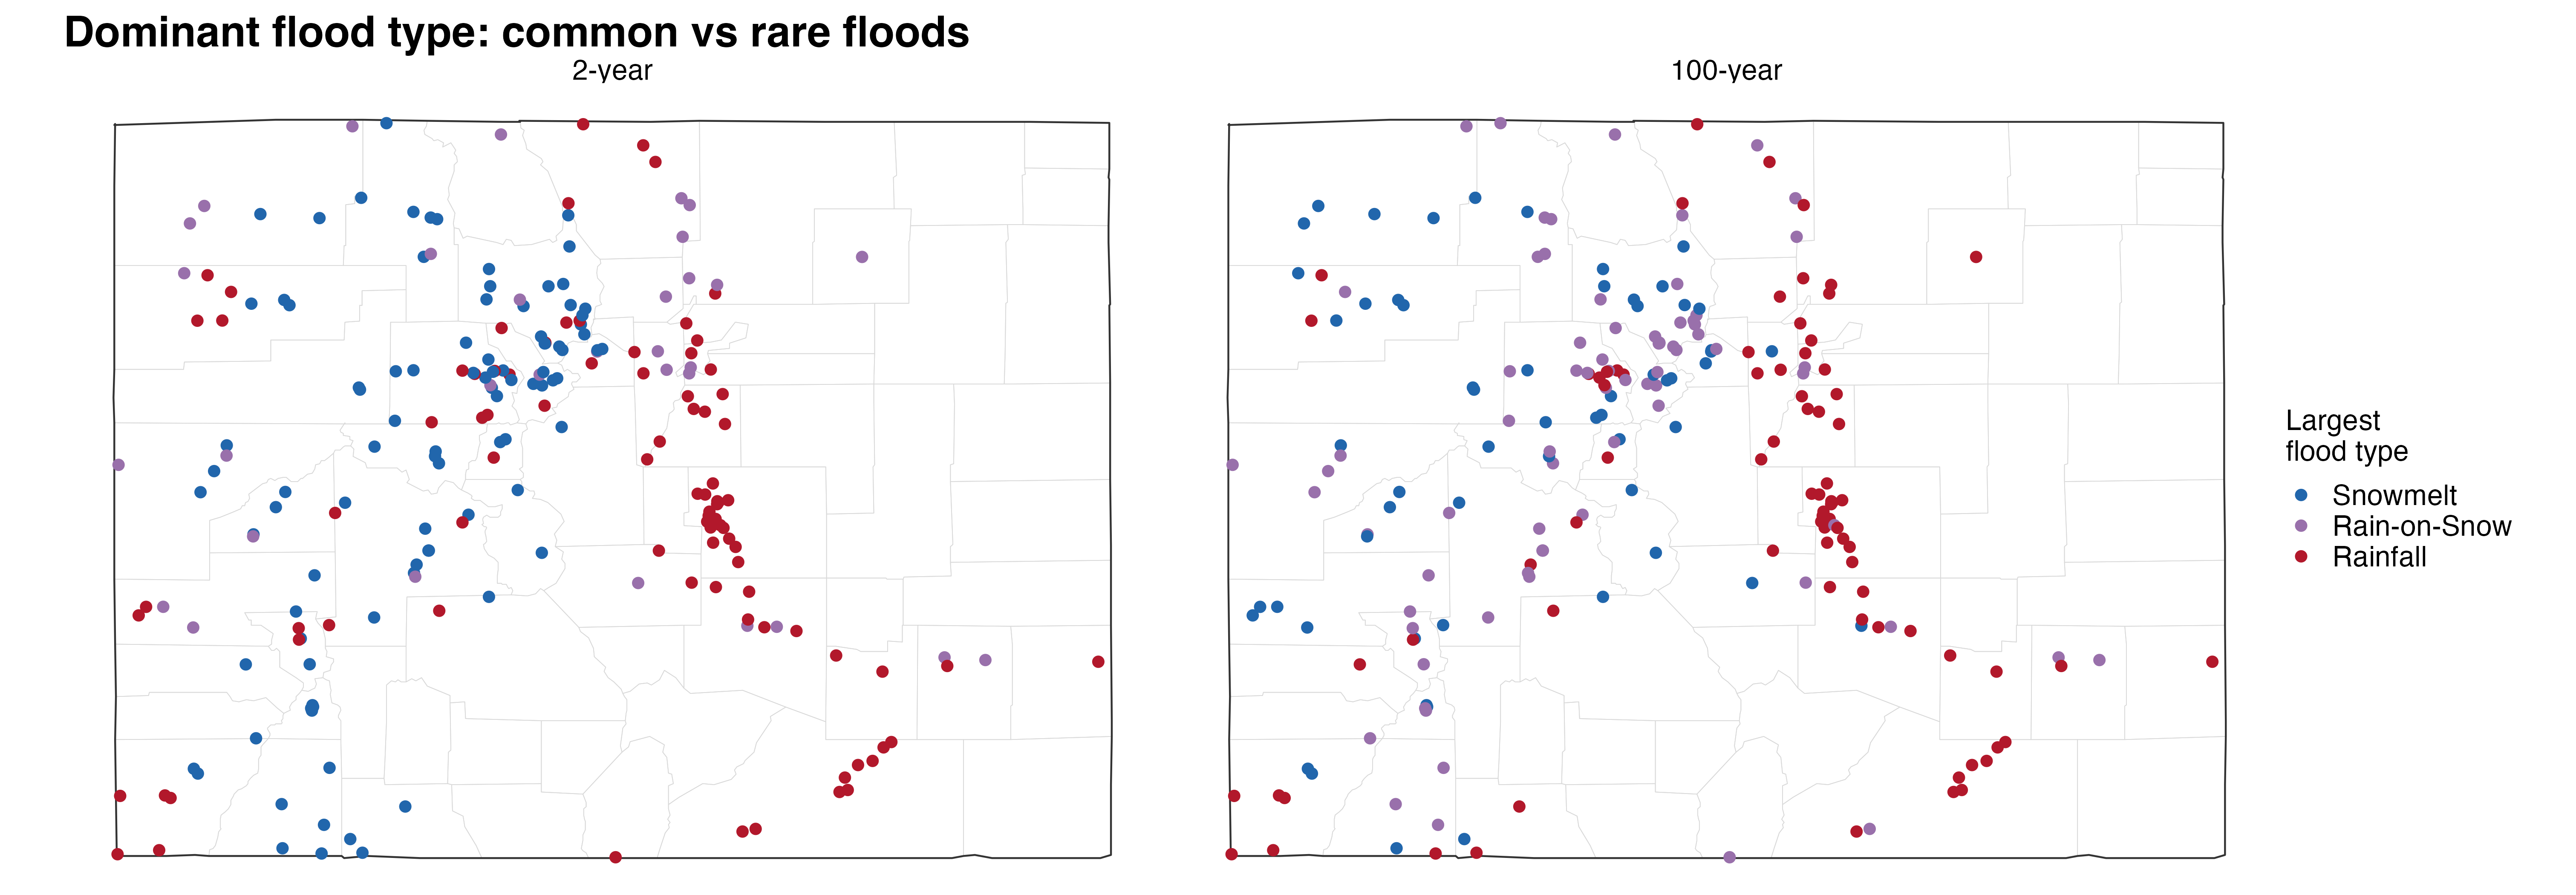 Dominant flood type: common vs rare floods
2-year
100-year
Largest
flood type
Snowmelt
Rain-on-Snow
Rainfall